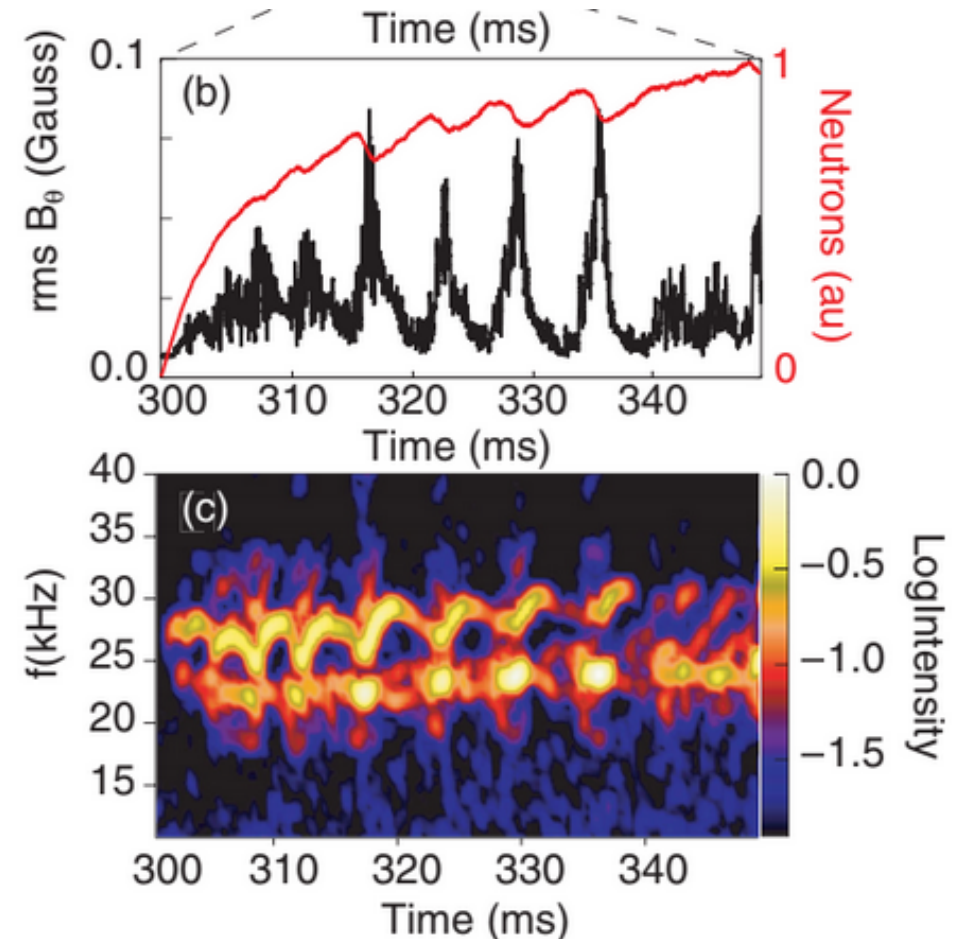 Time (ms)
0.1
(b)
1
rms Bθ (Gauss)
Neutrons (au)
0.0
0
300 310 320 330 340
Time (ms)
40
35
30
25
20
15
f(kHz)
(c)
0.0
−0.5
−1.0
−1.5
LogIntensity
300 310 320 330 340
Time (ms)